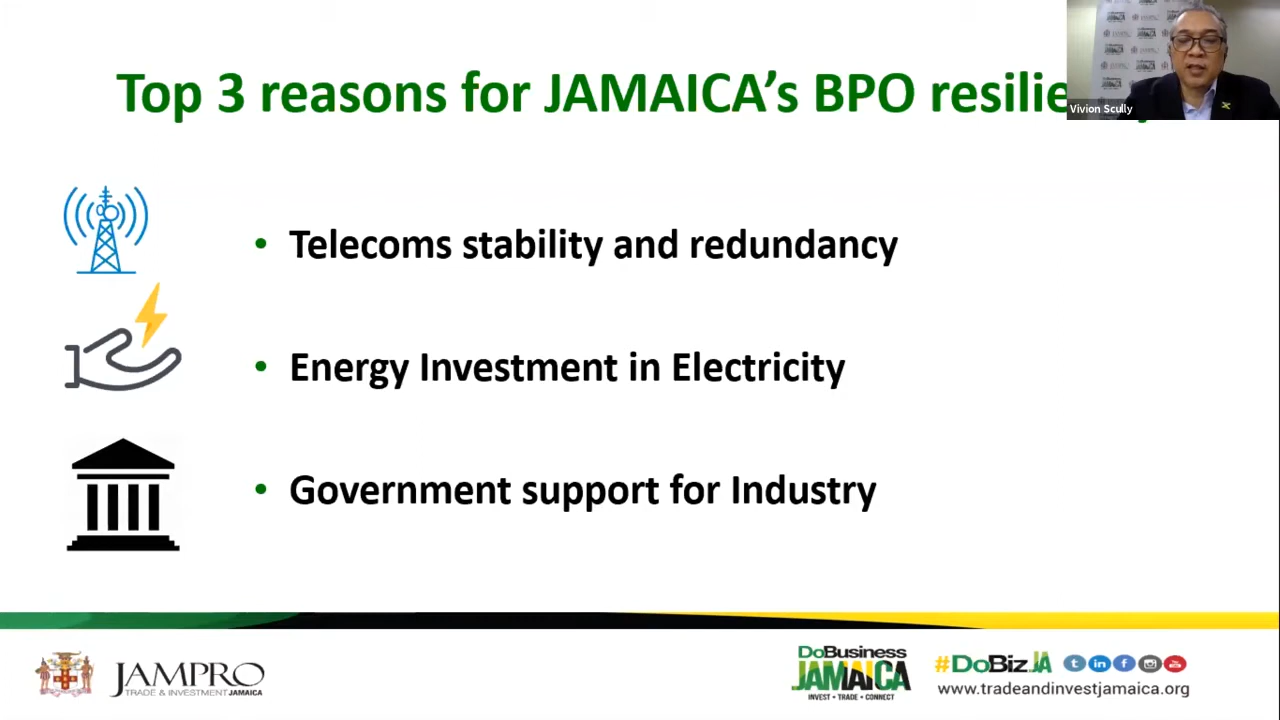 Top 3 reasons for JAMAICA's BPO
Vivion Scully
• Telecoms stability and redundancy
• Energy Investment in Electricity
• Government support for Industry
JAMPRO
TRADE & INVESTMENT JAMAICA
DoBusiness
JAMAICA
INVEST • TRADE • CONNECT
#DoBizJA
www.tradeandinvestjamaica.org